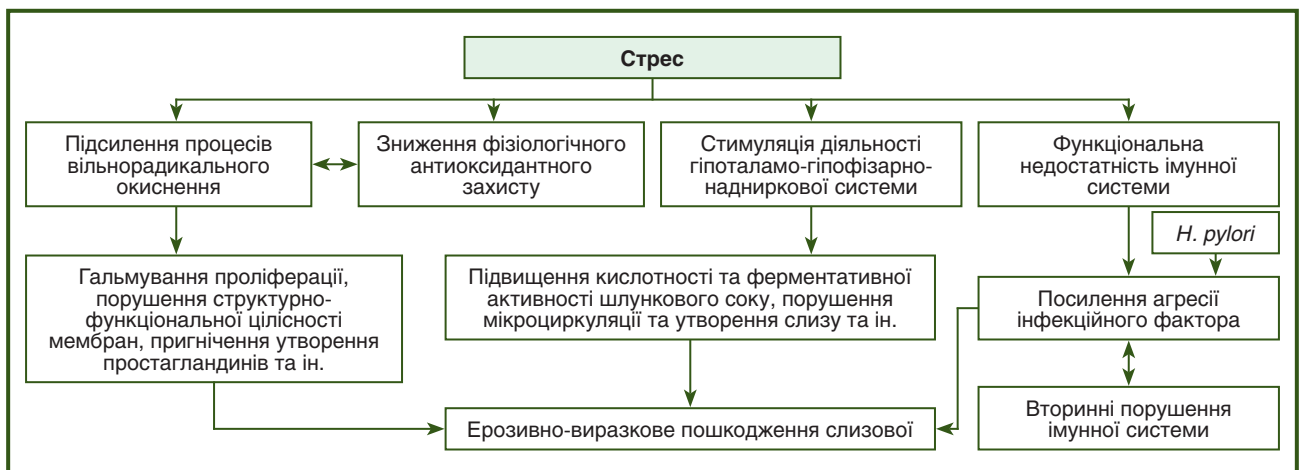 Стрес
Підсилення процесів
вільнорадикального
окиснення
Зниження фізіологічного
антиоксидантного
захисту
Стимуляція діяльності
гіпоталамо-гіпофізарно-
надниркової системи
Функціональна
недостатність імунної
системи
H. pylori
Гальмування проліферації,
порушення структурно-
функціональної цілісності
мембран, пригнічення утворення
простагландинів та ін.
Підвищення кислотності та ферментативної
активності шлункового соку, порушення
мікроциркуляції та утворення слизу та ін.
Посилення агресії
інфекційного фактора
Ерозивно-виразкове пошкодження слизової
Вторинні порушення
імунної системи